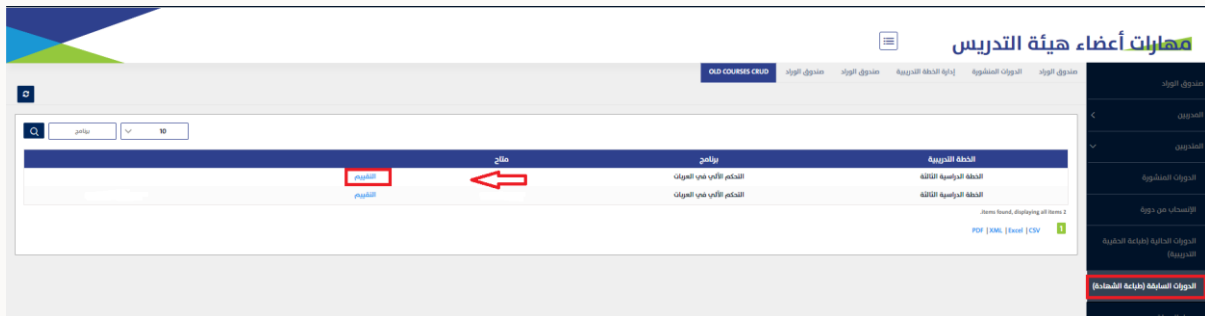 مهارات أعضاء هيئة التدريس
صندوق الوراد
الدورات المنشورة
إدارة الخطة التدريبية
صندوق الوراد
صندوق الوراد
OLD COURSES CRUD
صندوق الوراد
المدربين
المتدربين
الدورات المنشورة
الإنسحاب من دورة
الدورات الحالية (طباعة الحقيبة
التدريبية)
الدورات السابقة (طباعة الشهادة)
10
برنامج
الخطة التدريبية برنامج متاح
الخطة الدراسية الثالثة التحكم الألي في العربات التقييم
الخطة الدراسية الثالثة التحكم الألي في العربات التقييم
.items found, displaying all items 2
1
PDF | XML | Excel | CSV